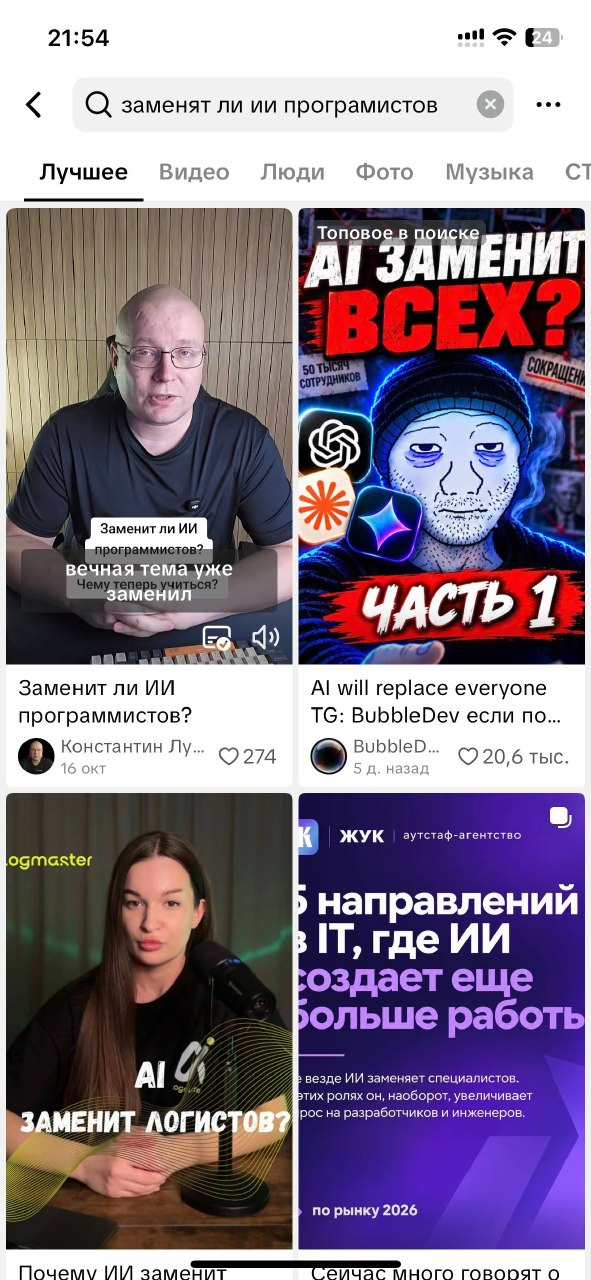 21:54
24
заменят ли ии програмистов
Лучшее Видео Люди Фото Музыка СТ
Заменит ли ИИ
программистов?
Чему теперь учиться?
вечная тема уже
заменил
Заменит ли ИИ
программистов?
Константин Лу...
16 окт
274
Топовое в поиске
AI ЗАМЕНИТ
ВСЕХ?
50 ТЫСЯЧ
СОТРУДНИКОВ
СОКРАЩЕНИ
ЧАСТЬ 1
AI will replace everyone
TG: BubbleDev если по...
BubbleD...
5 д. назад
20,6 тыс.
ogmaster
AI
ЗАМЕНИТ ЛОГИСТОВ?
Почему ИИ заменит
ЖУК аутстаф-агентство
5 направлений
в IT, где ИИ
создает еще
больше работы
е везде ИИ заменяет специалистов.
этих ролях он, наоборот, увеличивает
рос на разработчиков и инженеров.
по рынку 2026
Сейчас много говорят о